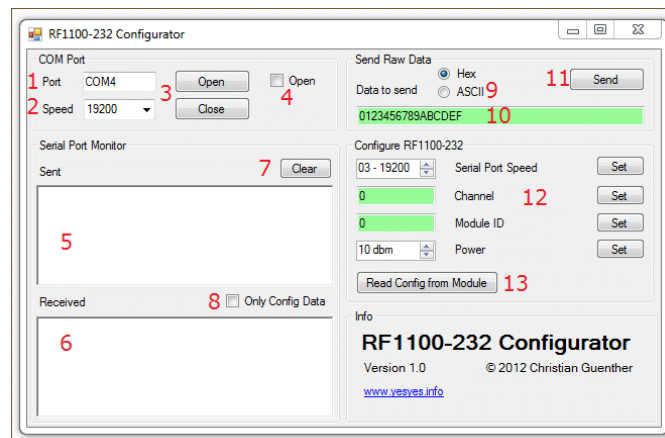 RF1100-232 Configurator
COM Port
1 Port COM4 Open Open
3 4
2 Speed 19200 Close
Send Raw Data
Data to send Hex 11 Send
ASCII 9
0123456789ABCDEF 10
Serial Port Monitor
Sent 7 Clear
5
Received 8 Only Config Data
6
Configure RF1100-232
03 - 19200 Serial Port Speed Set
0 Channel 12 Set
0 Module ID Set
10 dbm Power Set
Read Config from Module 13
Info
RF1100-232 Configurator
Version 1.0 © 2012 Christian Guenther
www.yesyes.info